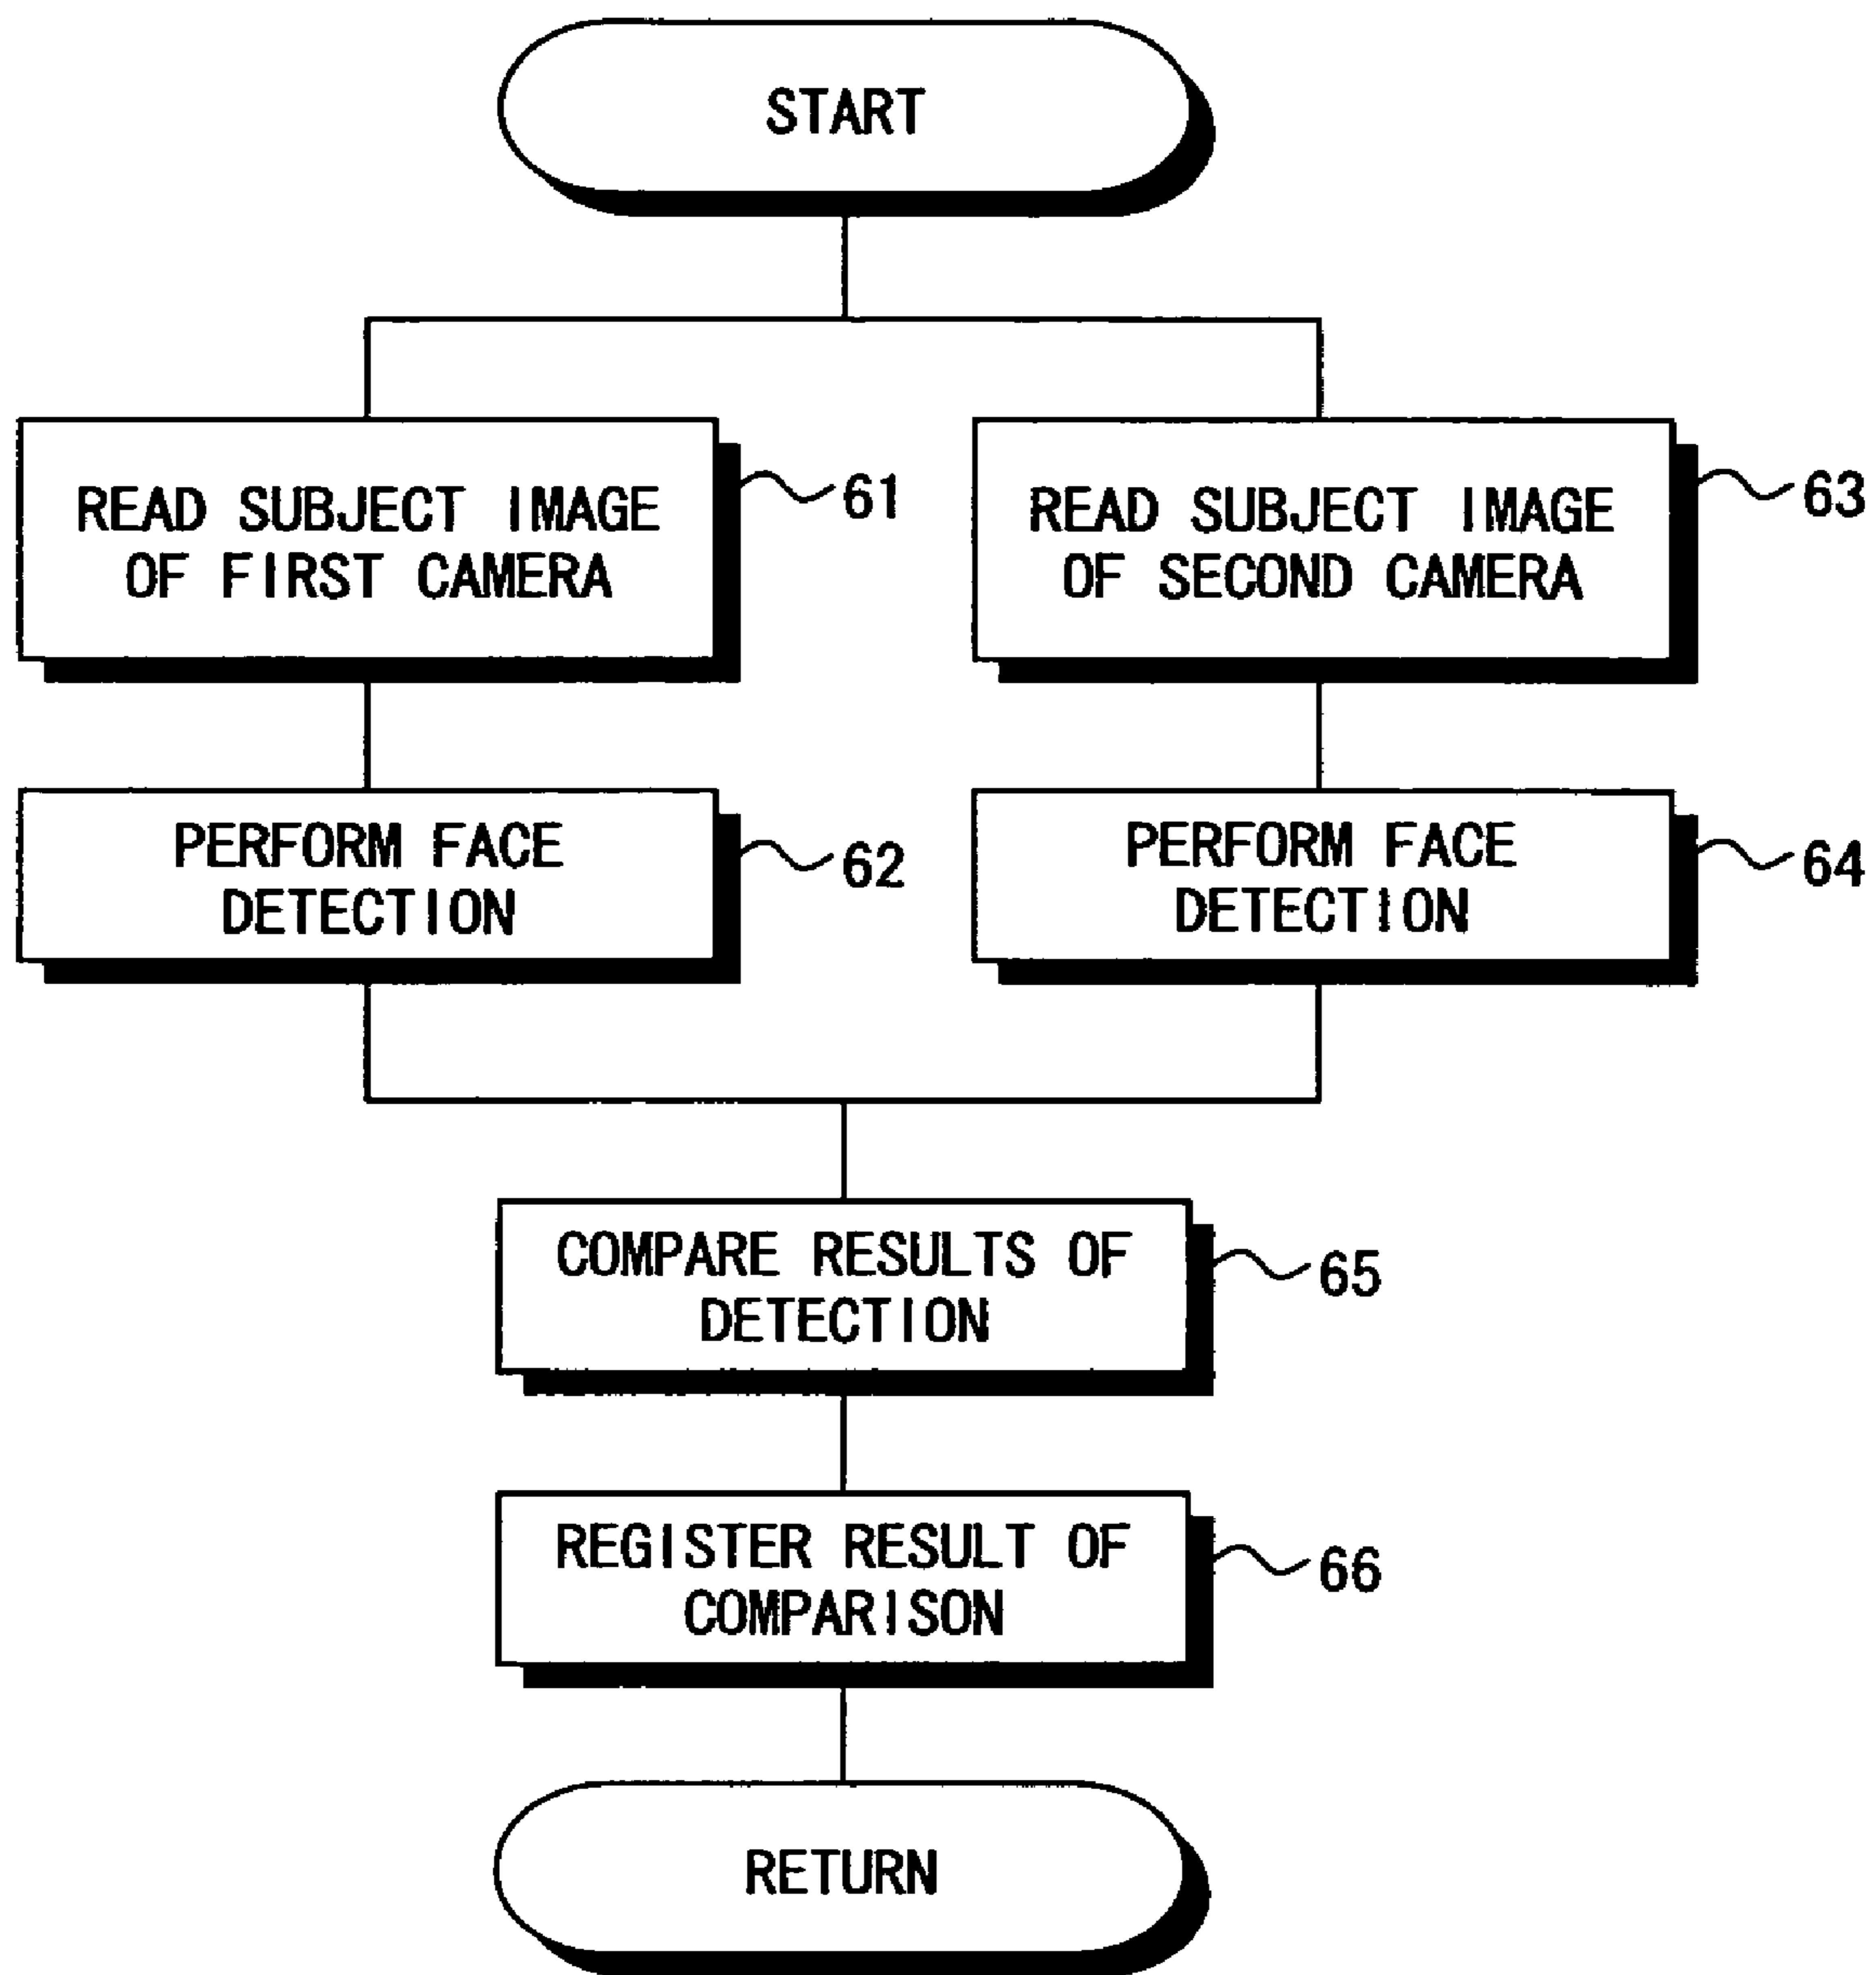 START
READ SUBJECT IMAGE
OF FIRST CAMERA
61
READ SUBJECT IMAGE
OF SECOND CAMERA
63
PERFORM FACE
DETECTION
62
PERFORM FACE
DETECTION
64
COMPARE RESULTS OF
DETECTION
65
REGISTER RESULT OF
COMPARISON
66
RETURN